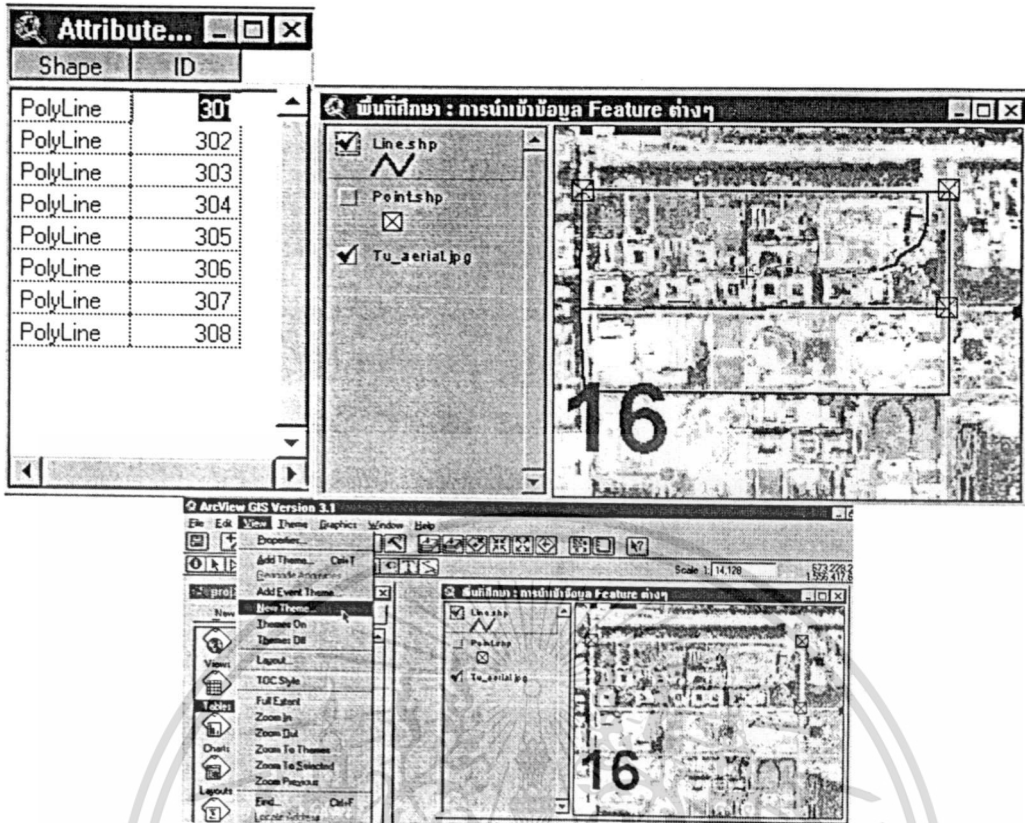 Attribute...
Shape ID
PolyLine 301
PolyLine 302
PolyLine 303
PolyLine 304
PolyLine 305
PolyLine 306
PolyLine 307
PolyLine 308
พื้นที่ศึกษา : การนำเข้าข้อมูล Feature ต่างๆ
Line.shp
Point.shp
Tu_aerial.jpg
16
ArcView GIS Version 3.1
File Edit View Theme Graphics Window Help
Properties...
Scale 1: 14,128
Add Theme... Ctrl+T
Geocode Addresses...
Add Event Theme...
New Theme...
Themes On
Themes Off
Layout...
TOC Style
Full Extent
Zoom In
Zoom Out
Zoom To Themes
Zoom To Selected
Zoom Previous
Find... Ctrl+F
Locate Address...
New
Views
Tables
Charts
Layouts
พื้นที่ศึกษา : การนำเข้าข้อมูล Feature ต่างๆ
Line.shp
Point.shp
Tu_aerial.jpg
16